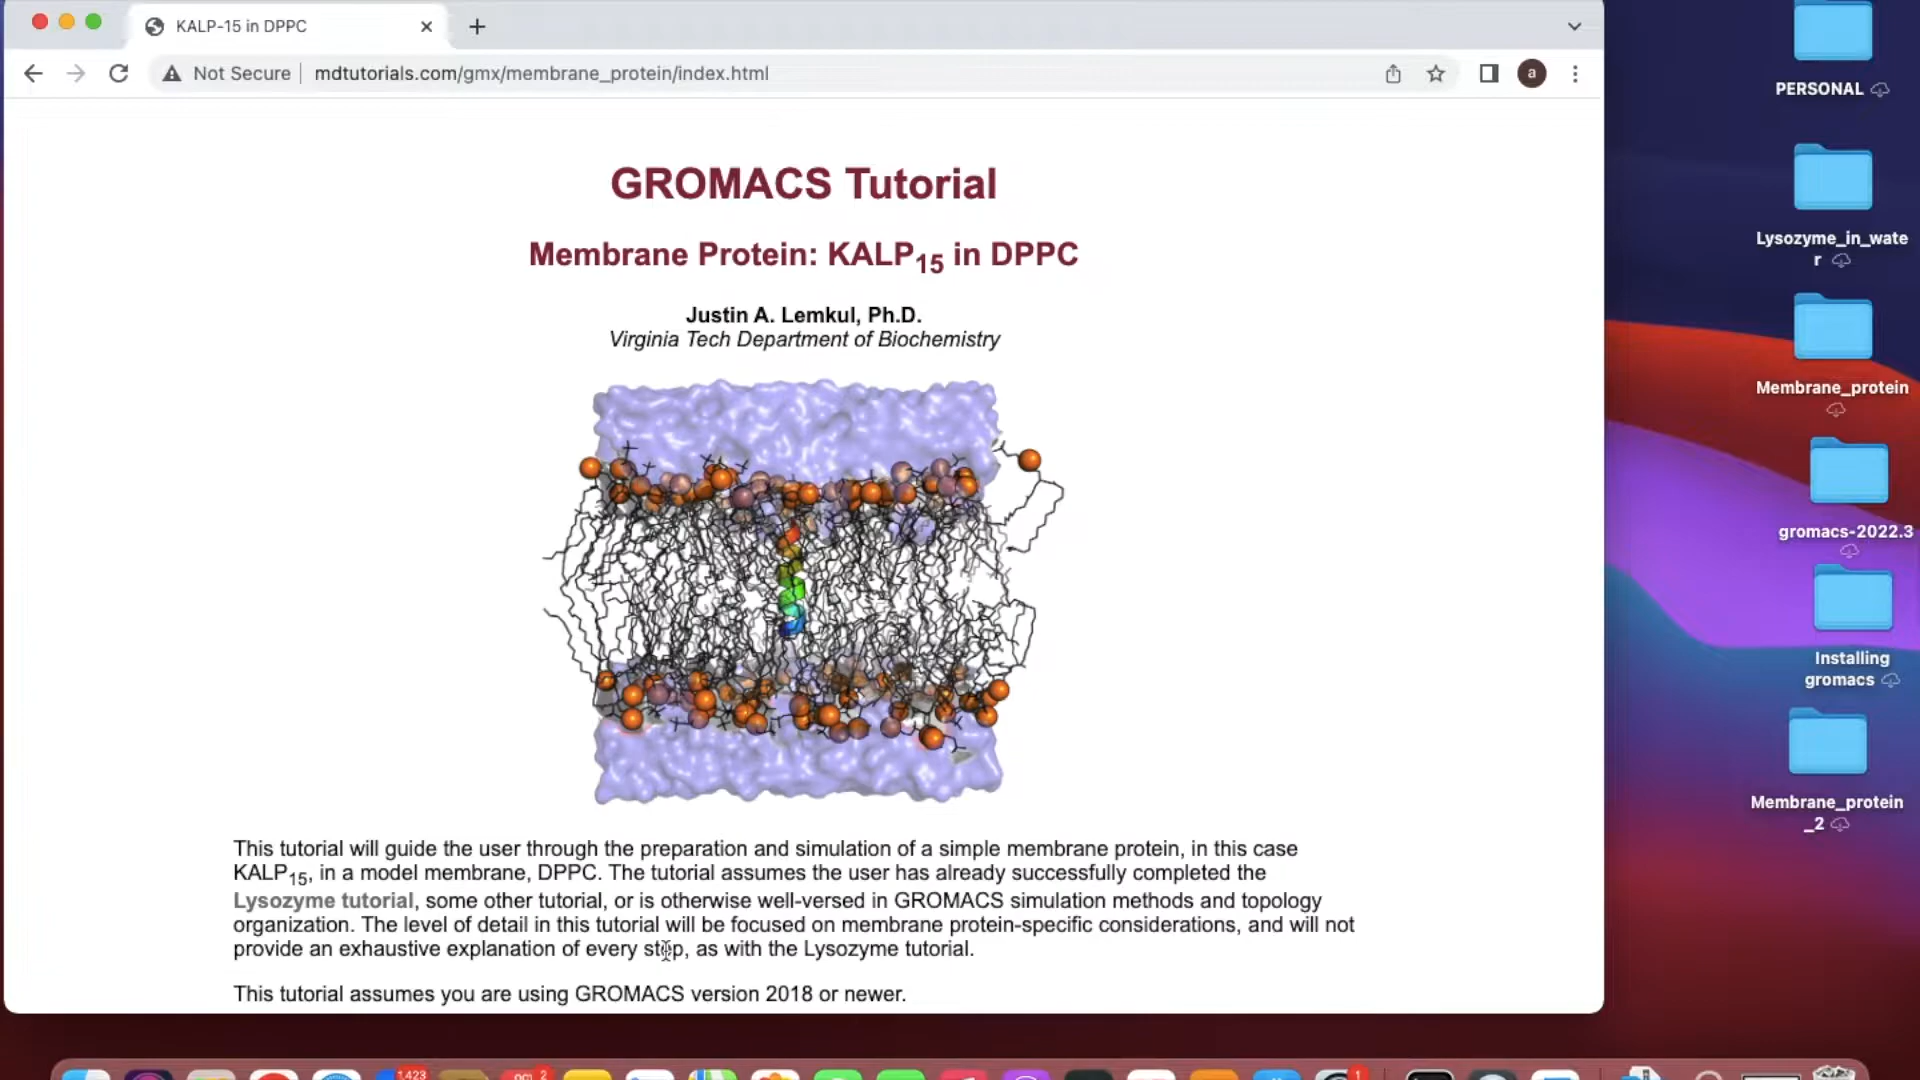 KALP-15 in DPPC
Not Secure
mdtutorials.com/gmx/membrane_protein/index.html
a
GROMACS Tutorial
Membrane Protein: KALP15 in DPPC
Justin A. Lemkul, Ph.D.
Virginia Tech Department of Biochemistry
This tutorial will guide the user through the preparation and simulation of a simple membrane protein, in this case
KALP15, in a model membrane, DPPC. The tutorial assumes the user has already successfully completed the
Lysozyme tutorial, some other tutorial, or is otherwise well-versed in GROMACS simulation methods and topology
organization. The level of detail in this tutorial will be focused on membrane protein-specific considerations, and will not
provide an exhaustive explanation of every step, as with the Lysozyme tutorial.
This tutorial assumes you are using GROMACS version 2018 or newer.
PERSONAL
Lysozyme_in_wate
r
Membrane_protein
gromacs-2022.3
Installing
gromacs
Membrane_protein
_2
1,423
2
1